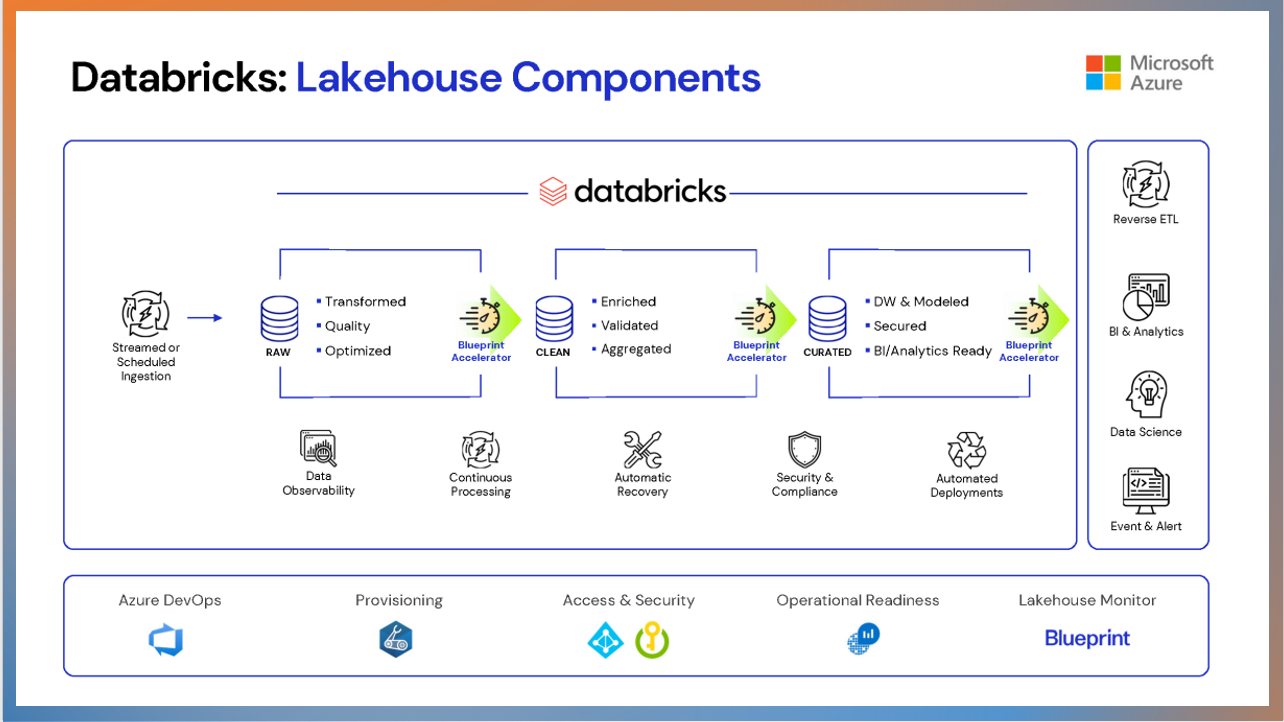 Databricks: Lakehouse Components
Microsoft
Azure
databricks
Streamed or
Scheduled
Ingestion
RAW
Transformed
Quality
Optimized
Blueprint
Accelerator
CLEAN
Enriched
Validated
Aggregated
Blueprint
Accelerator
CURATED
DW & Modeled
Secured
BI/Analytics Ready
Blueprint
Accelerator
Data
Observability
Continuous
Processing
Automatic
Recovery
Security &
Compliance
Automated
Deployments
Reverse ETL
BI & Analytics
Data Science
Event & Alert
Azure DevOps
Provisioning
Access & Security
Operational Readiness
Lakehouse Monitor
Blueprint